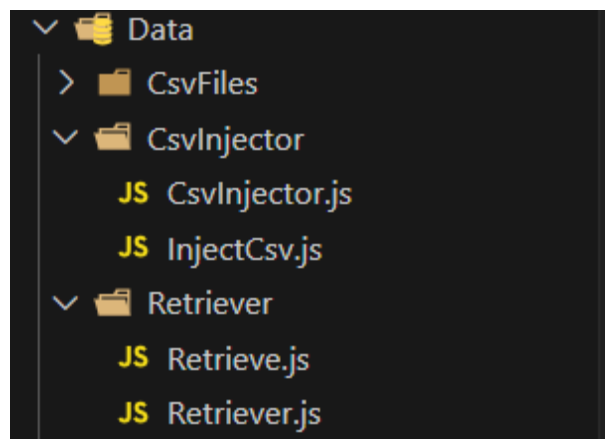 Data
CsvFiles
CsvInjector
JS CsvInjector.js
JS InjectCsv.js
Retriever
JS Retrieve.js
JS Retriever.js